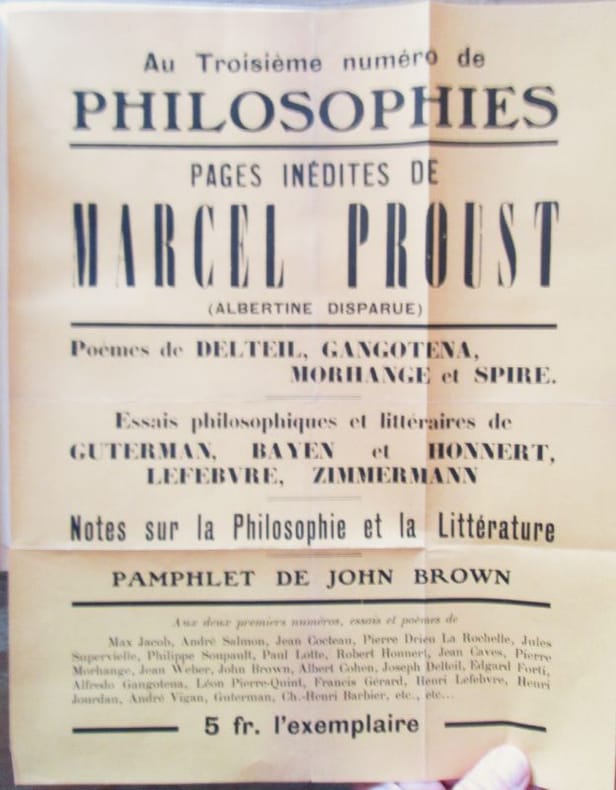 Au Troisième numéro de
PHILOSOPHIES
PAGES INÉDITES DE
MARCEL PROUST
(ALBERTINE DISPARUE)
Poèmes de DELTEIL, GANGOTENA,
MORHANGE et SPIRE.
Essais philosophiques et littéraires de
GUTERMAN, BAYEN et HONNERT,
LEFEBVRE, ZIMMERMANN
Notes sur la Philosophie et la Littérature
PAMPHLET DE JOHN BROWN
Aux deux premiers numéros, essais et poèmes de
Max Jacob, André Salmon, Jean Cocteau, Pierre Drieu La Rochelle, Jules
Supervielle, Philippe Soupault, Paul Lotte, Robert Honnert, Jean Caves, Pierre
Morhange, Jean Weber, John Brown, Albert Cohen, Joseph Delteil, Edgard Forti,
Alfredo Gangotena, Léon Pierre-Quint, Francis Gérard, Henri Lefebvre, Henri
Jourdan, André Vigan, Guterman, Ch.-Henri Barbier, etc., etc...
5 fr. l'exemplaire